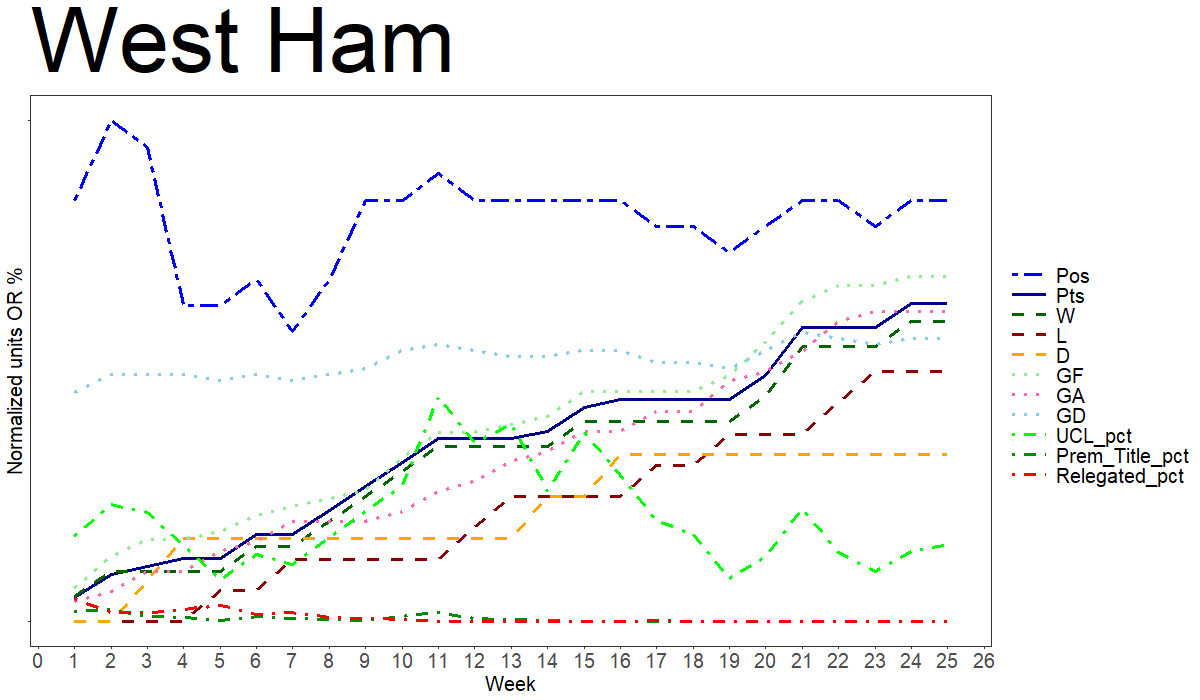 West Ham
Normalized units OR %
Pos
Pts
W
L
D
GF
GA
GD
UCL_pct
Prem_Title_pct
Relegated_pct
0 1 2 3 4 5 6 7 8 9 10 11 12 13 14 15 16 17 18 19 20 21 22 23 24 25 26
Week